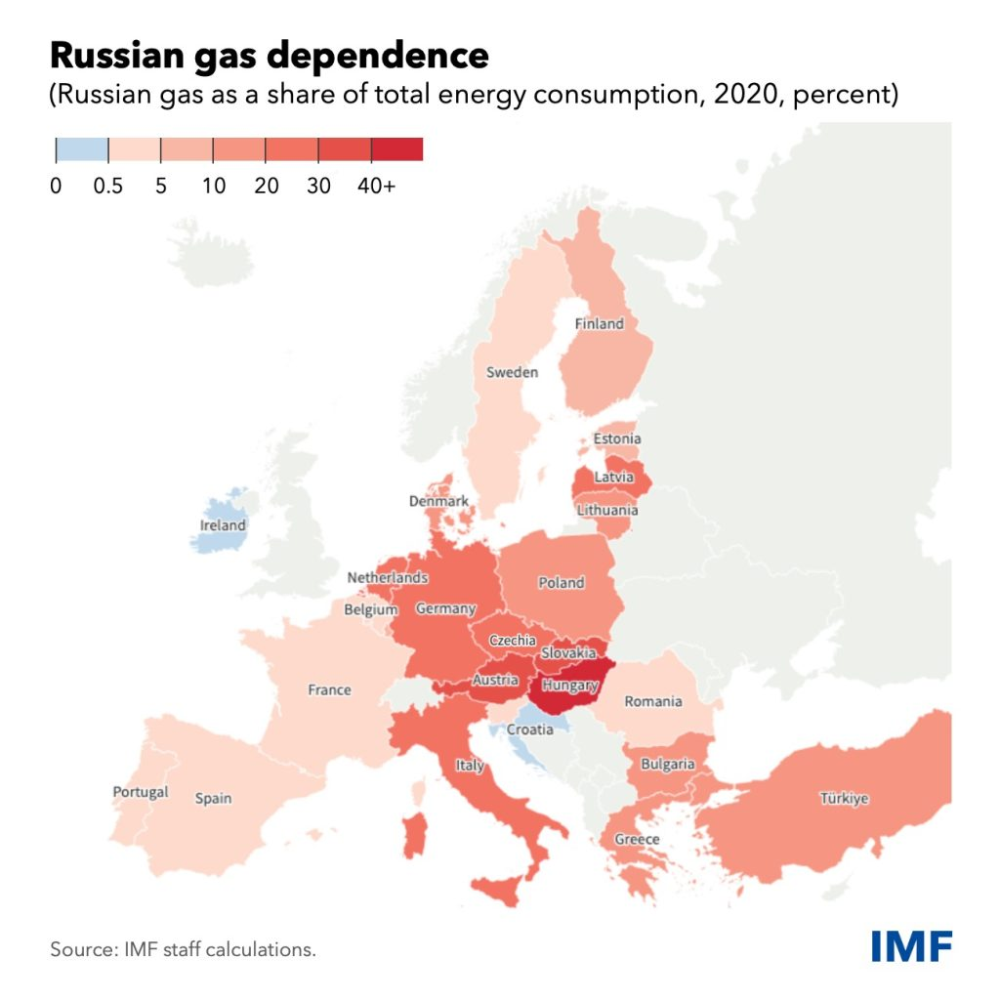 Russian gas dependence
(Russian gas as a share of total energy consumption, 2020, percent)
0 0.5 5 10 20 30 40+
Finland
Sweden
Estonia
Latvia
Denmark
Lithuania
Ireland
Netherlands
Poland
Belgium
Germany
Czechia
Slovakia
Austria
Hungary
France
Romania
Croatia
Italy
Bulgaria
Portugal
Spain
Türkiye
Greece
Source: IMF staff calculations.
IMF